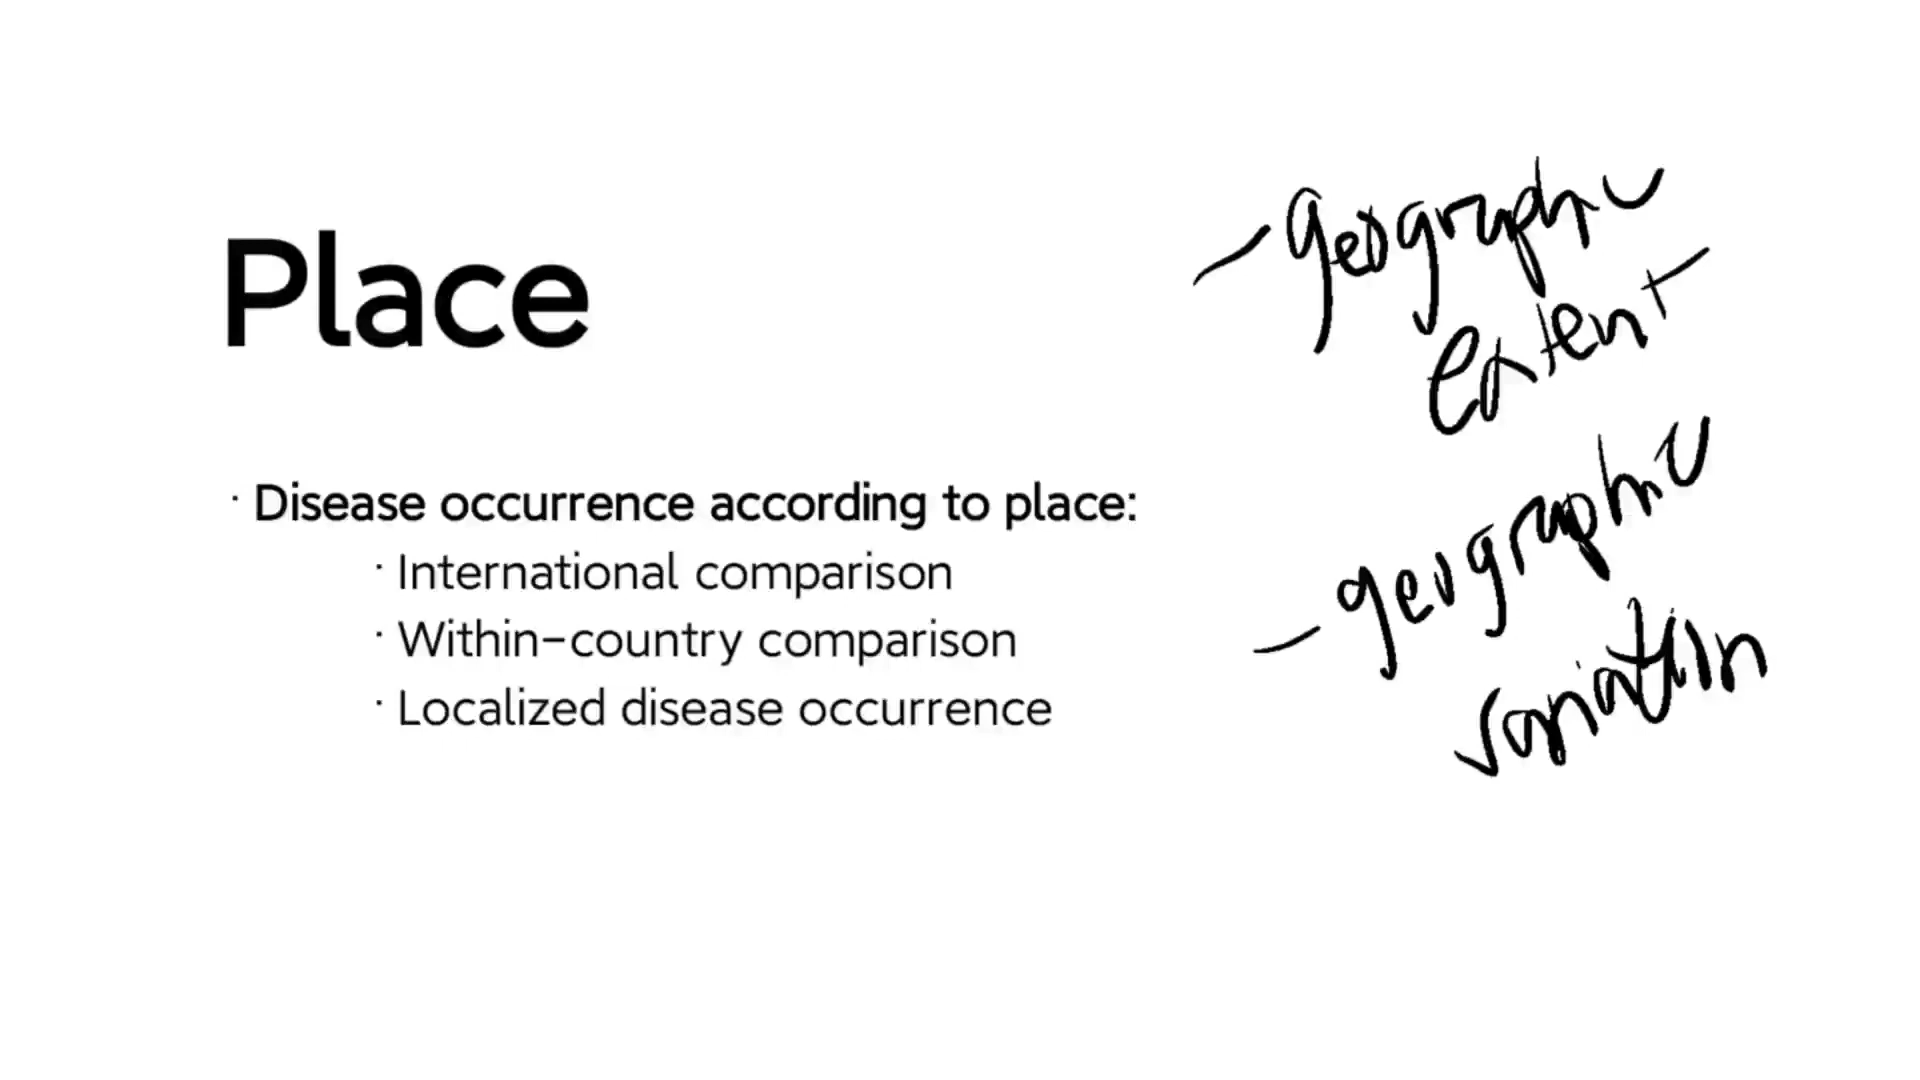 Place
· Disease occurrence according to place:
· International comparison
· Within-country comparison
· Localized disease occurrence
- geographic
extent
- geographic
variation